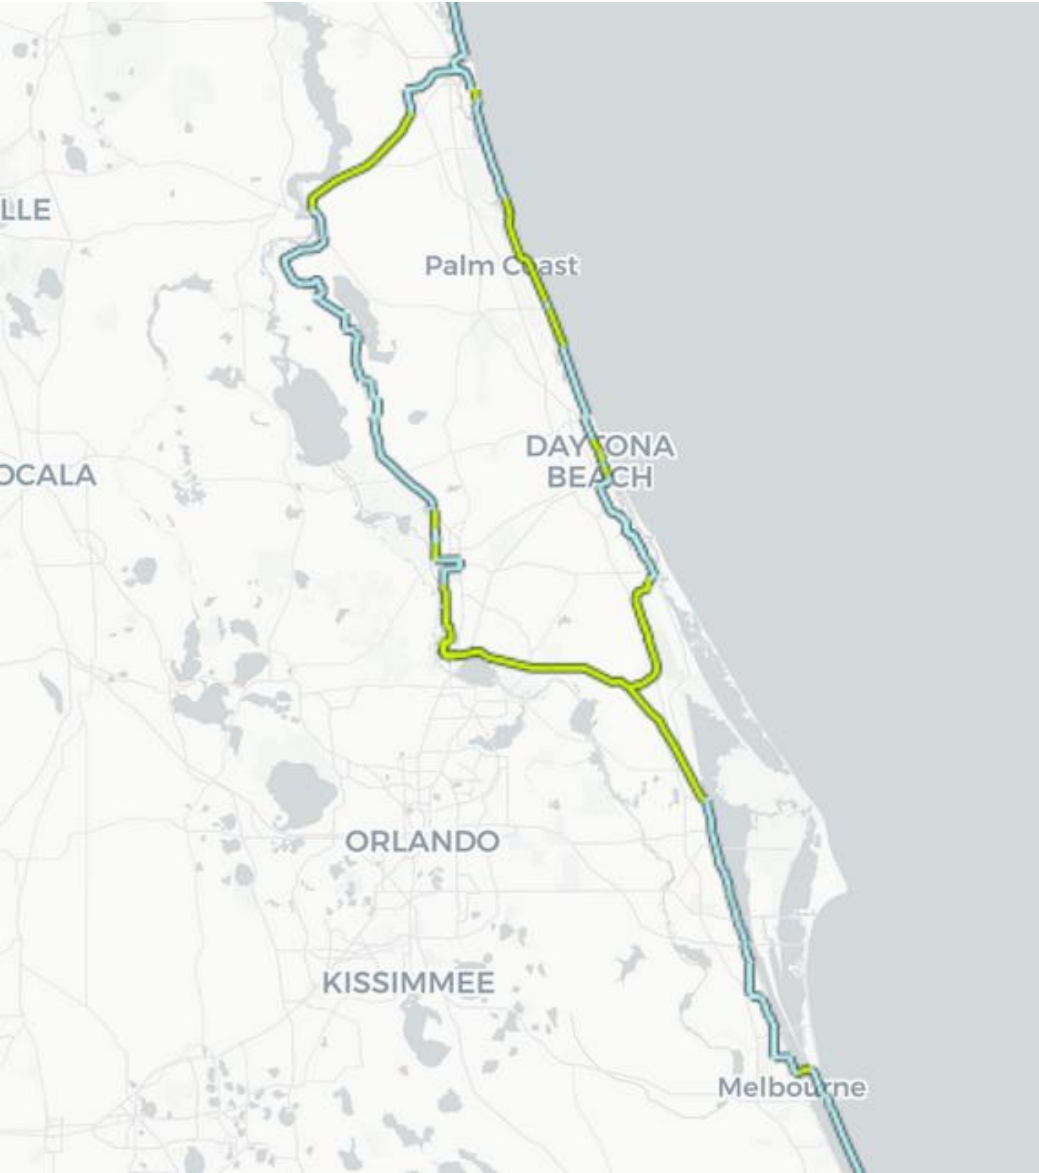 LLE
Palm Coast
DAYTONA
BEACH
OCALA
ORLANDO
KISSIMMEE
Melbourne